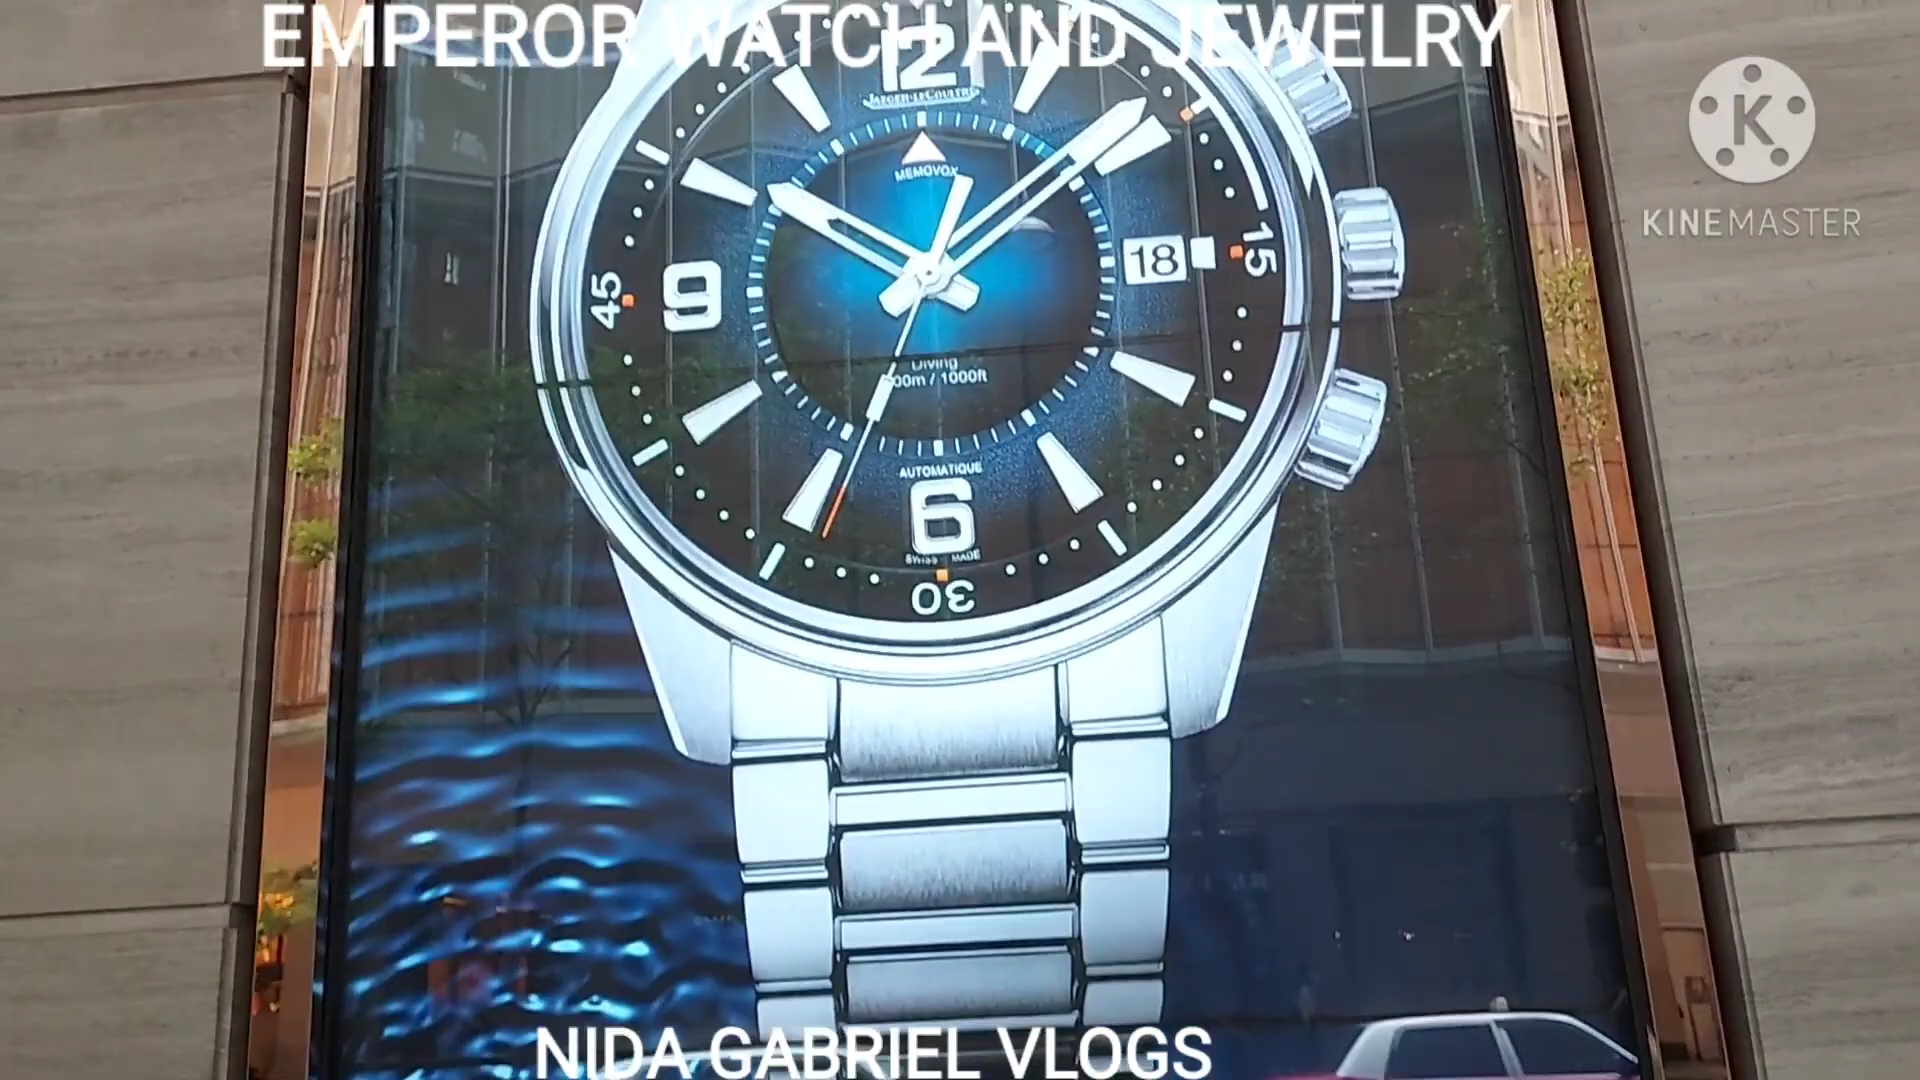 EMPEROR WATCH AND JEWELRY
K
KINEMASTER
12
JAEGER-LECOULTRE
MEMOVOX
18
15
45
9
Diving
1000ft
AUTOMATIQUE
6
SWISS MADE
30
NIDA GABRIEL VLOGS